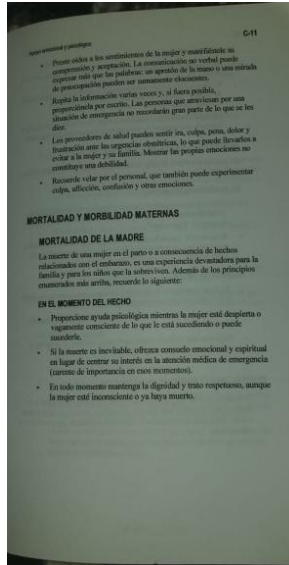 Apoyo emocional y psicológico C-11
• Preste oídos a los sentimientos de la mujer y manifiéstele su
comprensión y aceptación. La comunicación no verbal puede
expresar más que las palabras: un apretón de la mano o una mirada
de preocupación pueden ser sumamente elocuentes.
• Repita la información varias veces y, si fuera posible,
proporciónela por escrito. Las personas que atraviesan por una
situación de emergencia no recordarán gran parte de lo que se les
dice.
• Los proveedores de salud pueden sentir ira, culpa, pena, dolor y
frustración ante las urgencias obstétricas, lo que puede llevarlos a
evitar a la mujer y su familia. Mostrar las propias emociones no
constituye una debilidad.
• Recuerde velar por el personal, que también puede experimentar
culpa, aflicción, confusión y otras emociones.
MORTALIDAD Y MORBILIDAD MATERNAS
MORTALIDAD DE LA MADRE
La muerte de una mujer en el parto o a consecuencia de hechos
relacionados con el embarazo, es una experiencia devastadora para la
familia y para los niños que la sobreviven. Además de los principios
enumerados más arriba, recuerde lo siguiente:
EN EL MOMENTO DEL HECHO
• Proporcione ayuda psicológica mientras la mujer esté despierta o
vagamente consciente de lo que le está sucediendo o puede
sucederle.
• Si la muerte es inevitable, ofrezca consuelo emocional y espiritual
en lugar de centrar su interés en la atención médica de emergencia
(carente de importancia en esos momentos).
• En todo momento mantenga la dignidad y trato respetuoso, aunque
la mujer esté inconsciente o ya haya muerto.